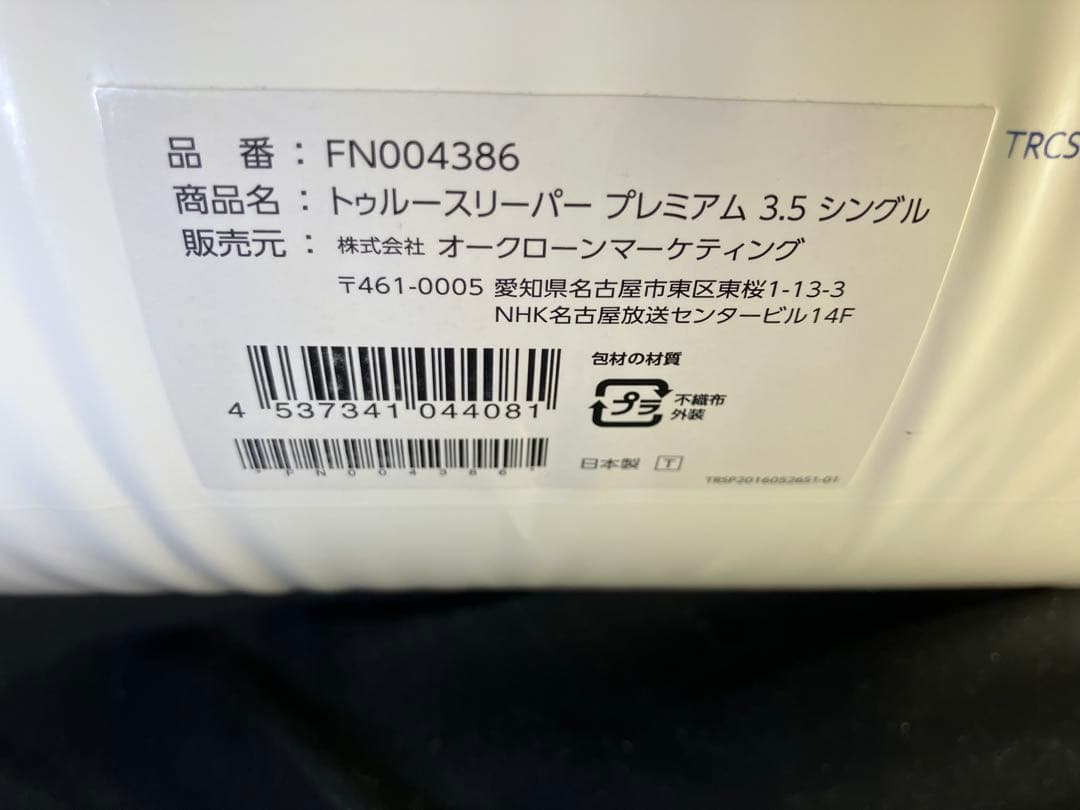 品 番 : FN004386
商品名 : トゥルースリーパー プレミアム 3.5 シングル
販売元 : 株式会社 オークローンマーケティング
〒461-0005 愛知県名古屋市東区東桜1-13-3
NHK名古屋放送センタービル14F
包材の材質
プラ 不織布
外装
4 537341 044081
*FN004386*
日本製 T
TRSP20160526S1-01
TRCS